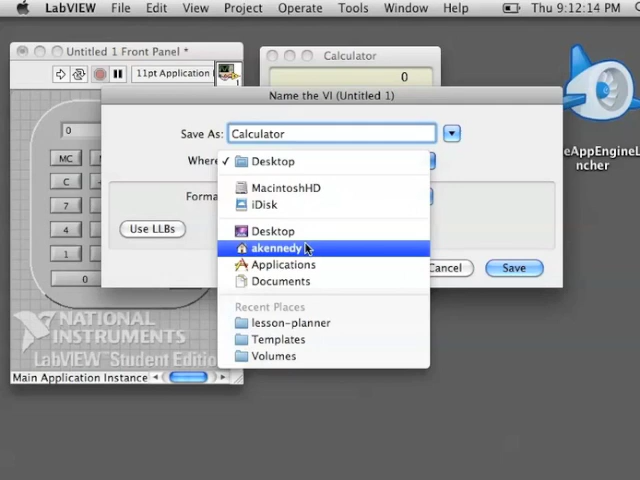 LabVIEW File Edit View Project Operate Tools Window Help Thu 9:12:14 PM
Untitled 1 Front Panel *
Calculator
11pt Application
0
Name the VI (Untitled 1)
0
Save As: Calculator
Where
Desktop
MacintoshHD
iDisk
Desktop
akennedy
Applications
Documents
Recent Places
lesson-planner
Templates
Volumes
Forma
Use LLBs
Cancel
Save
MC
C
7
4
1
0
NATIONAL
INSTRUMENTS
LabVIEW Student Editio
Main Application Instance
eAppEngineL
ncher